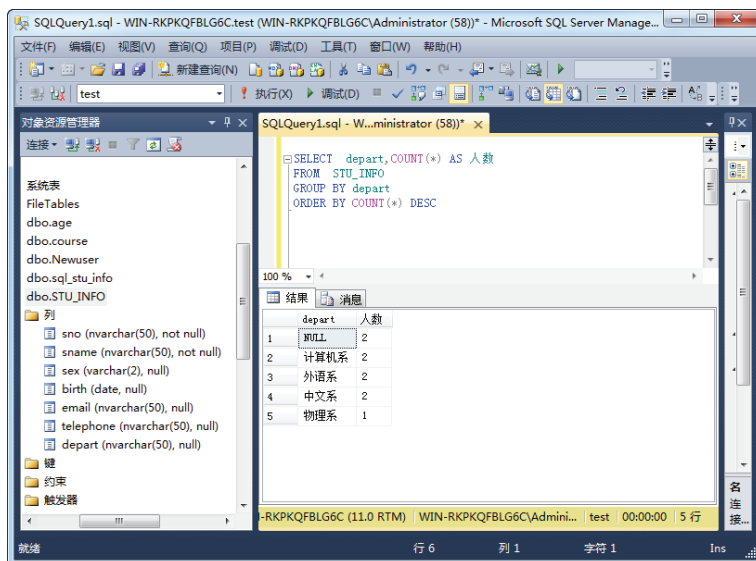 SQLQuery1.sql - WIN-RKPKQFBLG6C.test (WIN-RKPKQFBLG6C\Administrator (58))* - Microsoft SQL Server Manage...
文件(F) 编辑(E) 视图(V) 查询(Q) 项目(P) 调试(D) 工具(T) 窗口(W) 帮助(H)
新建查询(N)
test 执行(X) 调试(D)
对象资源管理器
连接
系统表
FileTables
dbo.age
dbo.course
dbo.Newuser
dbo.sql_stu_info
dbo.STU_INFO
列
sno (nvarchar(50), not null)
sname (nvarchar(50), not null)
sex (varchar(2), null)
birth (date, null)
email (nvarchar(50), null)
telephone (nvarchar(50), null)
depart (nvarchar(50), null)
键
约束
触发器
SQLQuery1.sql - W...ministrator (58))*
SELECT depart,COUNT(*) AS 人数
FROM STU_INFO
GROUP BY depart
ORDER BY COUNT(*) DESC
100 %
结果 消息
depart 人数
1 NULL 2
2 计算机系 2
3 外语系 2
4 中文系 2
5 物理系 1
-RKPKQFBLG6C (11.0 RTM) WIN-RKPKQFBLG6C\Admini... test 00:00:00 5 行
名
连
接...
就绪 行 6 列 1 字符 1 Ins